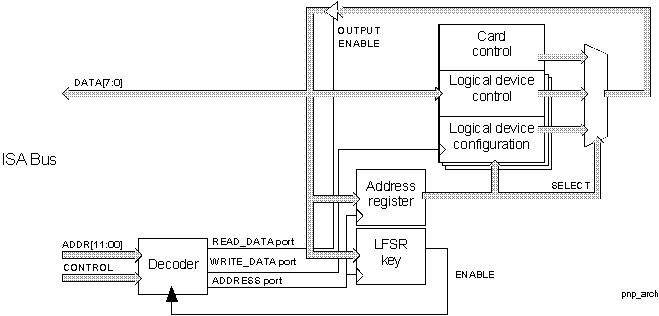 OUTPUT
ENABLE
Card
control
DATA[7:0]
Logical device
control
Logical device
configuration
ISA Bus
Address
register
SELECT
ADDR[11:00]
READ_DATA port
LFSR
key
CONTROL
Decoder
WRITE_DATA port
ADDRESS port
ENABLE
pnp_arch